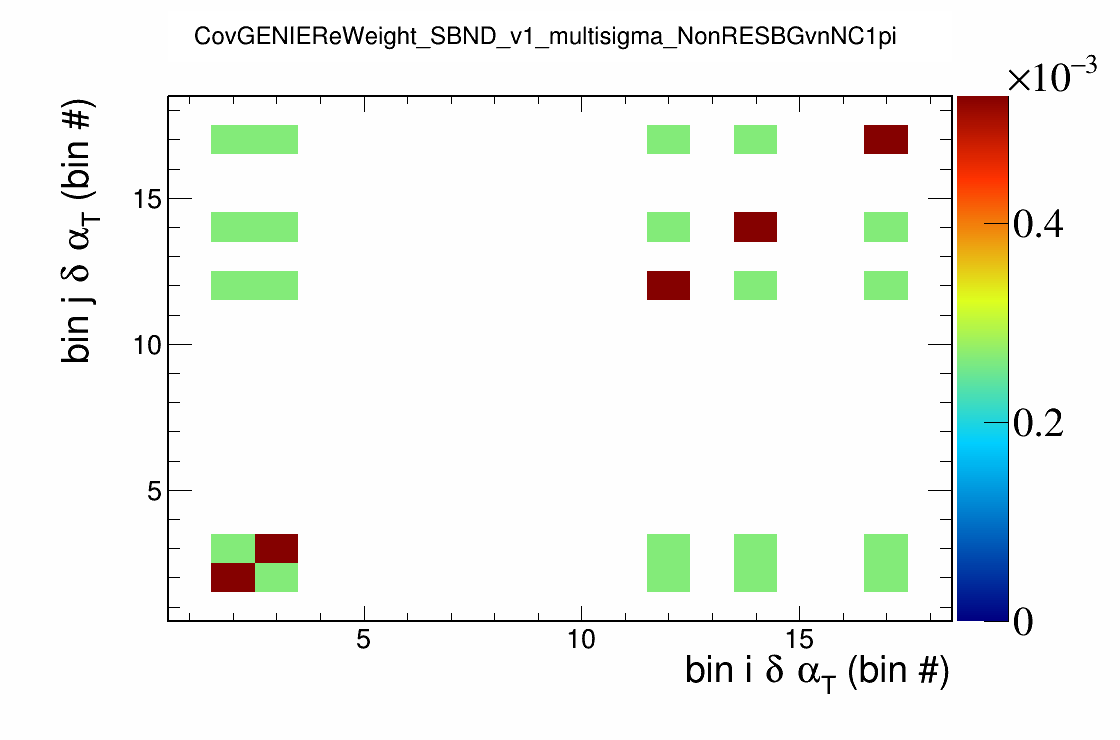 CovGENIEReWeight_SBND_v1_multisigma_NonRESBGvnNC1pi
×10⁻³
bin j δ α_T (bin #)
15
10
5
0.4
0.2
0
5 10 15
bin i δ α_T (bin #)